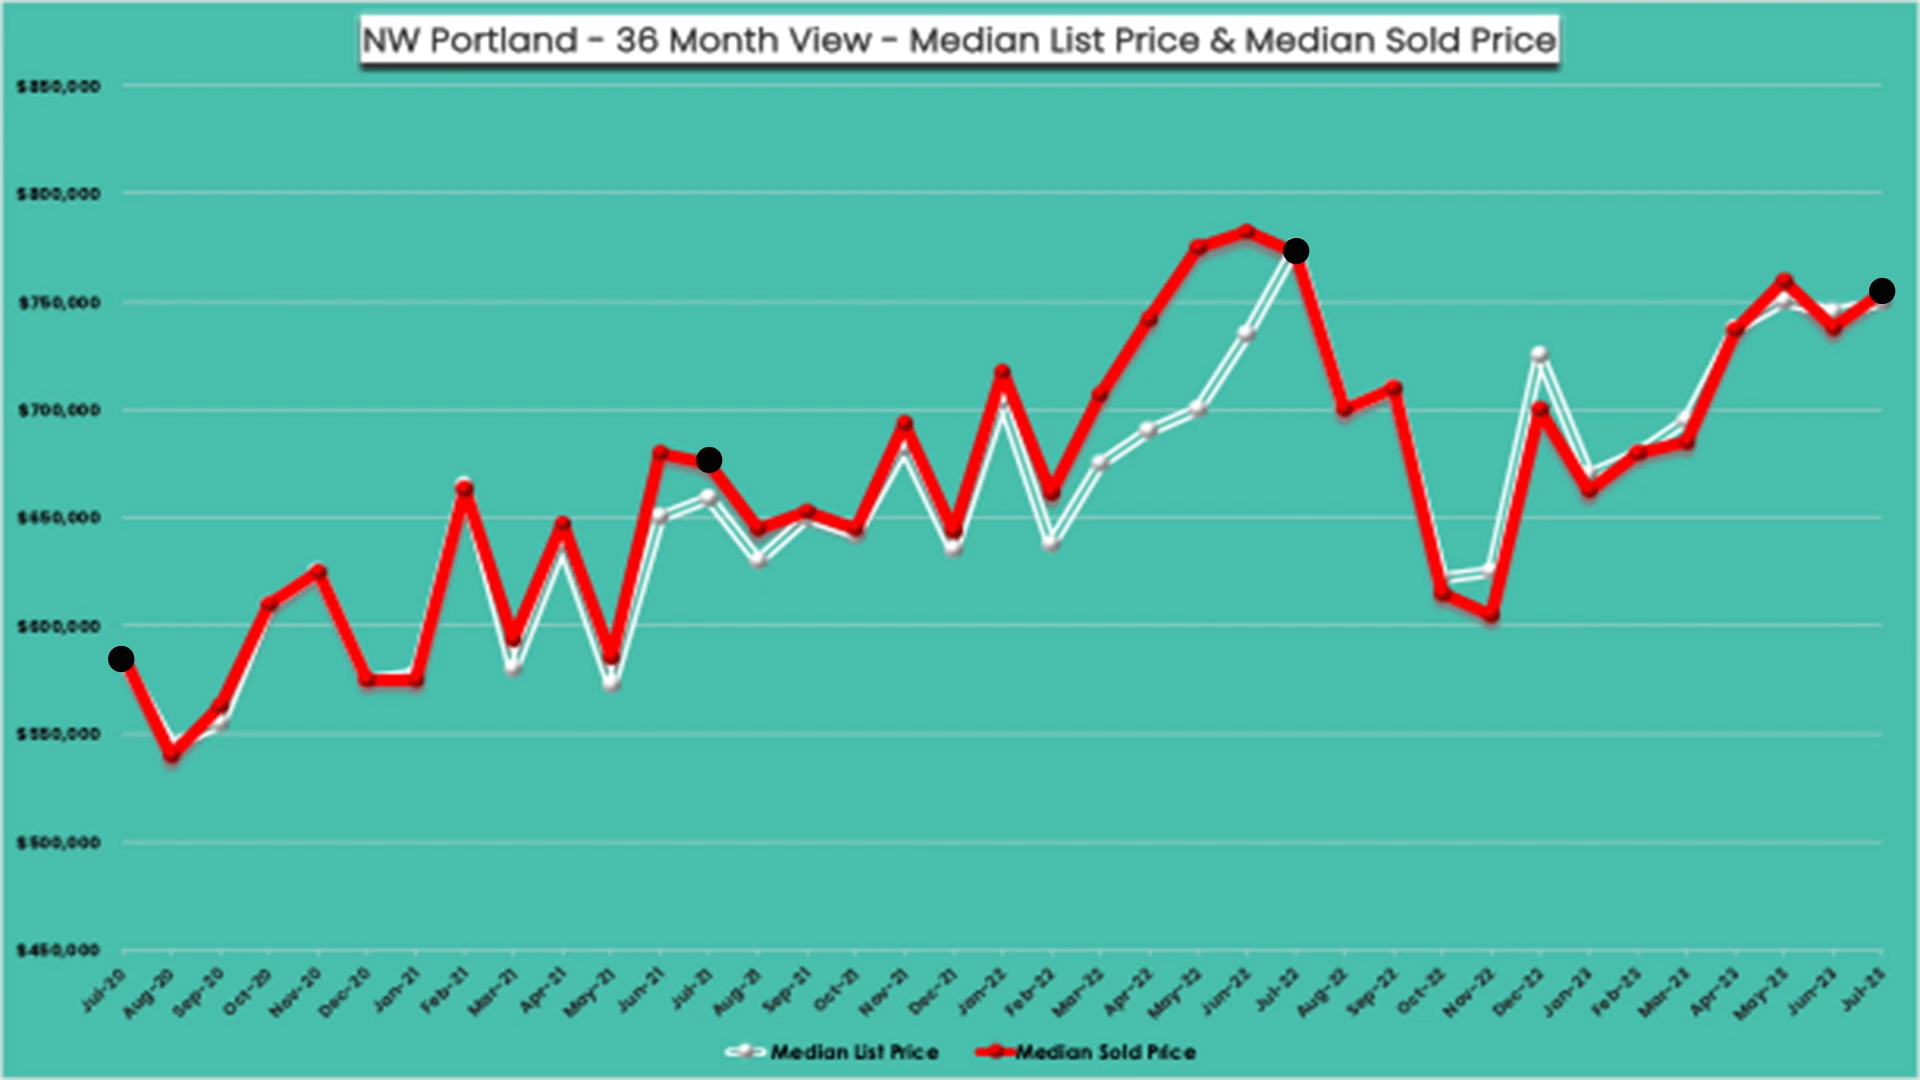 NW Portland - 36 Month View - Median List Price & Median Sold Price
$850,000
$800,000
$750,000
$700,000
$650,000
$600,000
$550,000
$500,000
$450,000
Jul-20
Aug-20
Sep-20
Oct-20
Nov-20
Dec-20
Jan-21
Feb-21
Mar-21
Apr-21
May-21
Jun-21
Jul-21
Aug-21
Sep-21
Oct-21
Nov-21
Dec-21
Jan-22
Feb-22
Mar-22
Apr-22
May-22
Jun-22
Jul-22
Aug-22
Sep-22
Oct-22
Nov-22
Dec-22
Jan-23
Feb-23
Mar-23
Apr-23
May-23
Jun-23
Jul-23
Median List Price
Median Sold Price